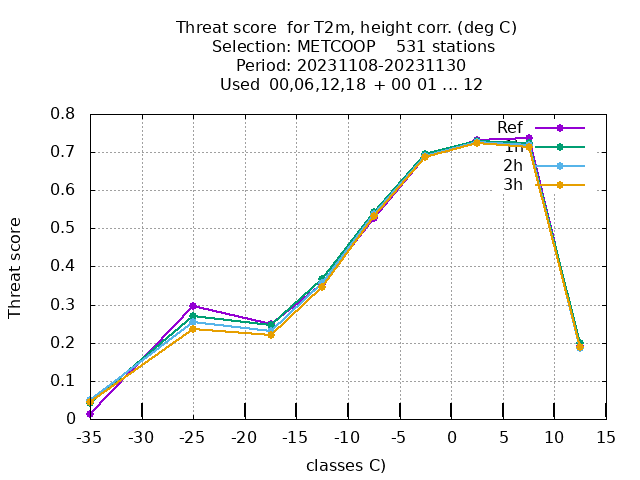 Threat score  for T2m, height corr. (deg C)
Selection: METCOOP    531 stations
Period: 20231108-20231130
Used  00,06,12,18  + 00 01 ... 12
Threat score
0.8
0.7
0.6
0.5
0.4
0.3
0.2
0.1
0
Ref
1h
2h
3h
-35 -30 -25 -20 -15 -10 -5 0 5 10 15
classes C)